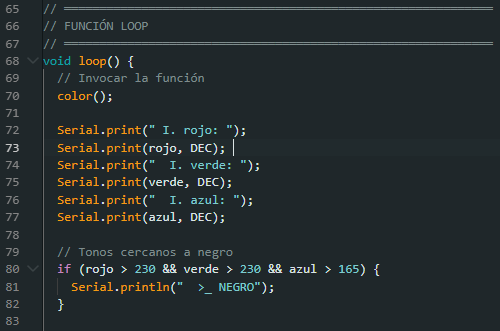 65 // ══════════════════════════════════════════════════════
66 // FUNCIÓN LOOP
67 // ══════════════════════════════════════════════════════
68 void loop() {
69   // Invocar la función
70   color();
71
72   Serial.print(" I. rojo: ");
73   Serial.print(rojo, DEC);
74   Serial.print("  I. verde: ");
75   Serial.print(verde, DEC);
76   Serial.print("  I. azul: ");
77   Serial.print(azul, DEC);
78
79   // Tonos cercanos a negro
80   if (rojo > 230 && verde > 230 && azul > 165) {
81     Serial.println("  >_ NEGRO");
82   }
83